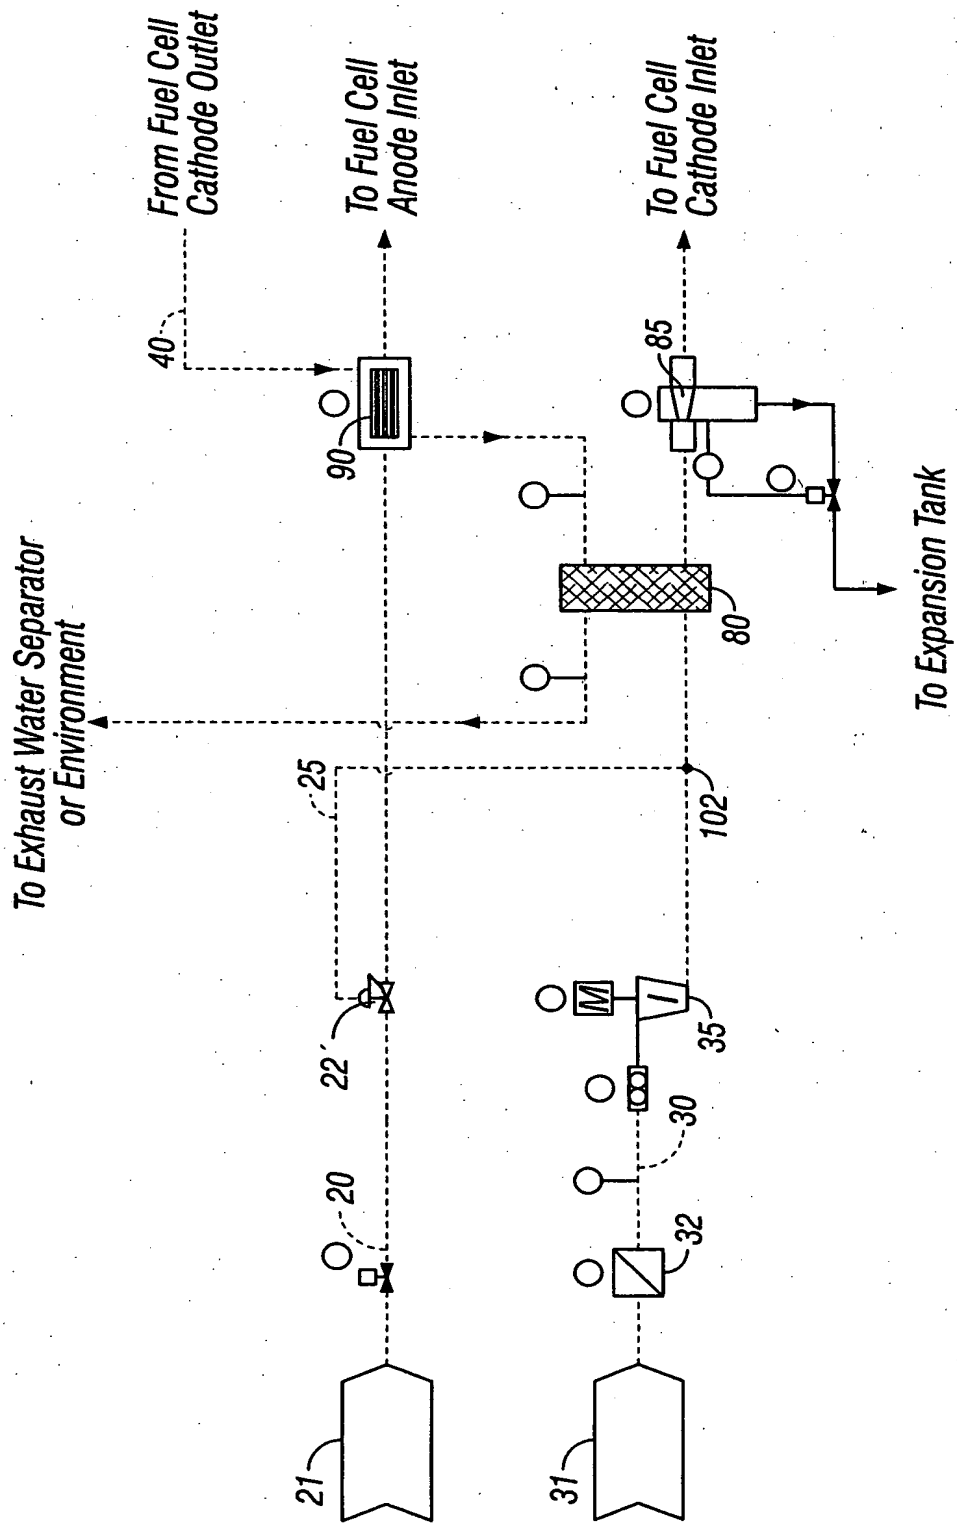 To Exhaust Water Separator
or Environment
From Fuel Cell
Cathode Outlet
To Fuel Cell
Anode Inlet
To Fuel Cell
Cathode Inlet
To Expansion Tank
21
20
22'
25
90
40
31
32
30
M
35
102
80
85